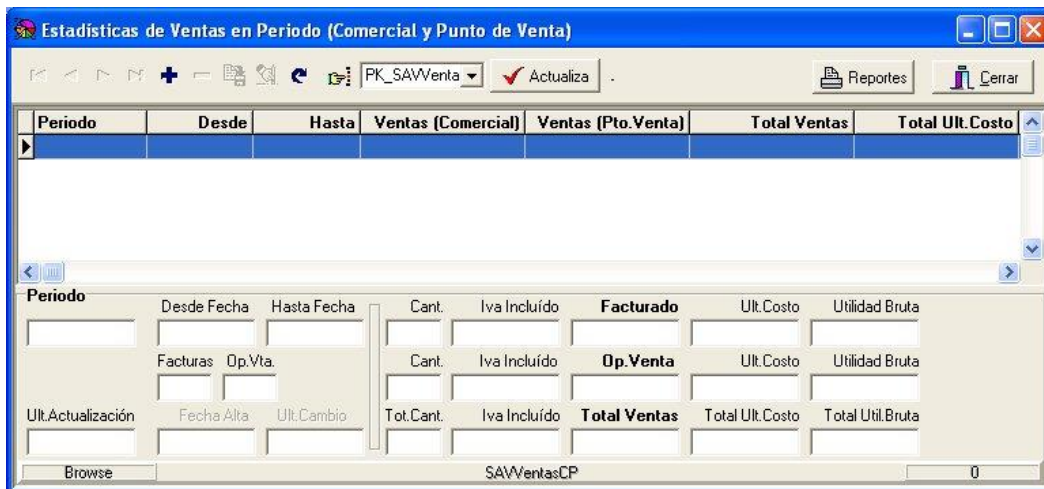 Estadísticas de Ventas en Periodo (Comercial y Punto de Venta)
PK_SAVVenta Actualiza . Reportes Cerrar
Periodo Desde Hasta Ventas (Comercial) Ventas (Pto.Venta) Total Ventas Total Ult.Costo
Periodo Desde Fecha Hasta Fecha Cant. Iva Incluído Facturado Ult.Costo Utilidad Bruta
Facturas Op.Vta. Cant. Iva Incluído Op.Venta Ult.Costo Utilidad Bruta
Ult.Actualización Fecha Alta Ult.Cambio Tot.Cant. Iva Incluído Total Ventas Total Ult.Costo Total Util.Bruta
Browse SAVVentasCP 0